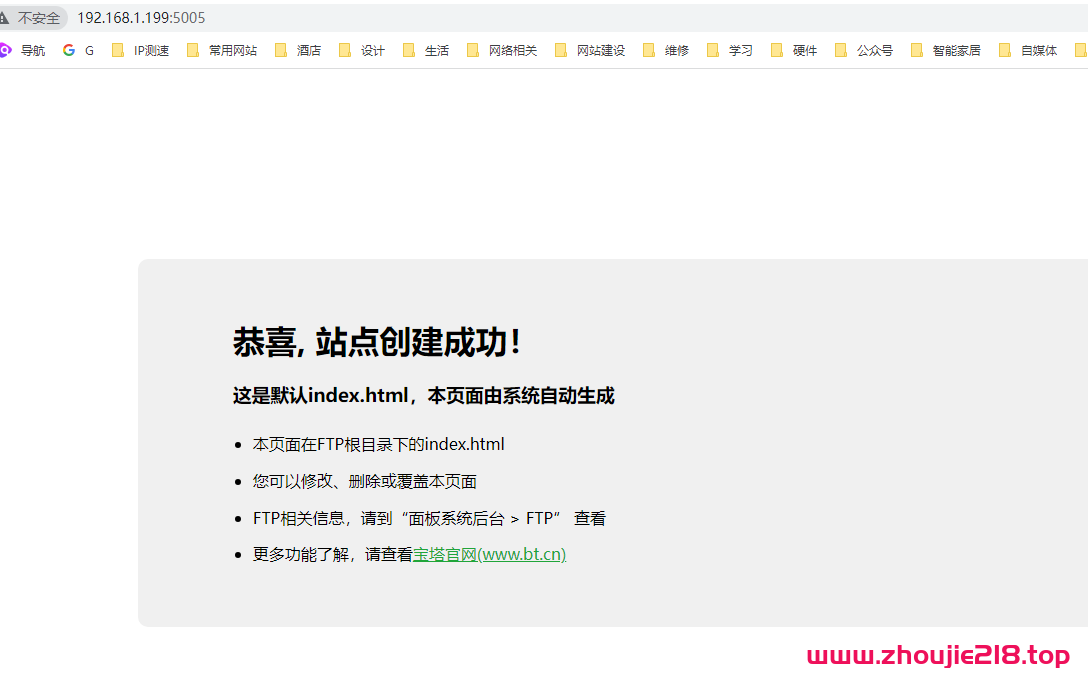 不安全 192.168.1.199:5005
导航 G IP测速 常用网站 酒店 设计 生活 网络相关 网站建设 维修 学习 硬件 公众号 智能家居 自媒体
恭喜, 站点创建成功！
这是默认index.html，本页面由系统自动生成
本页面在FTP根目录下的index.html
您可以修改、删除或覆盖本页面
FTP相关信息，请到“面板系统后台 > FTP” 查看
更多功能了解，请查看宝塔官网(www.bt.cn)
www.zhoujie218.top